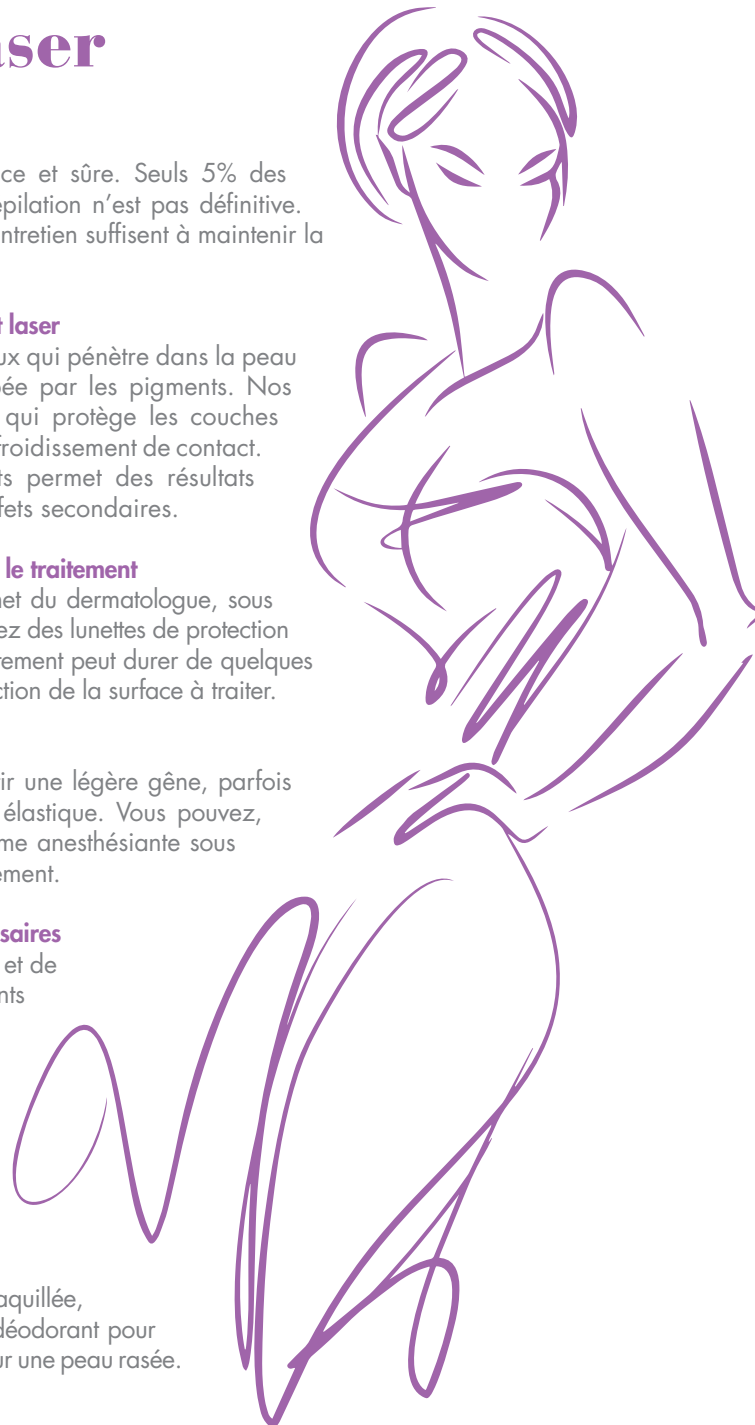 aser
ce et sûre. Seuls 5% des
épilation n’est pas définitive.
entretien suffisent à maintenir la
t laser
ux qui pénètre dans la peau
bée par les pigments. Nos
qui protège les couches
froidissement de contact.
ts permet des résultats
fets secondaires.
le traitement
net du dermatologue, sous
ez des lunettes de protection
itement peut durer de quelques
ction de la surface à traiter.
ir une légère gêne, parfois
élastique. Vous pouvez,
me anesthésiante sous
ement.
saires
et de
nts
aquillée,
déodorant pour
ur une peau rasée.